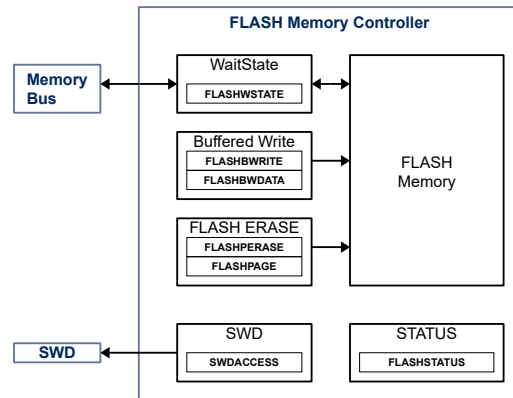 FLASH Memory Controller
Memory
Bus
WaitState
FLASHWSTATE
Buffered Write
FLASHBWRITE
FLASHBWDATA
FLASH ERASE
FLASHPERASE
FLASHPAGE
FLASH
Memory
SWD
SWD
SWDACCESS
STATUS
FLASHSTATUS